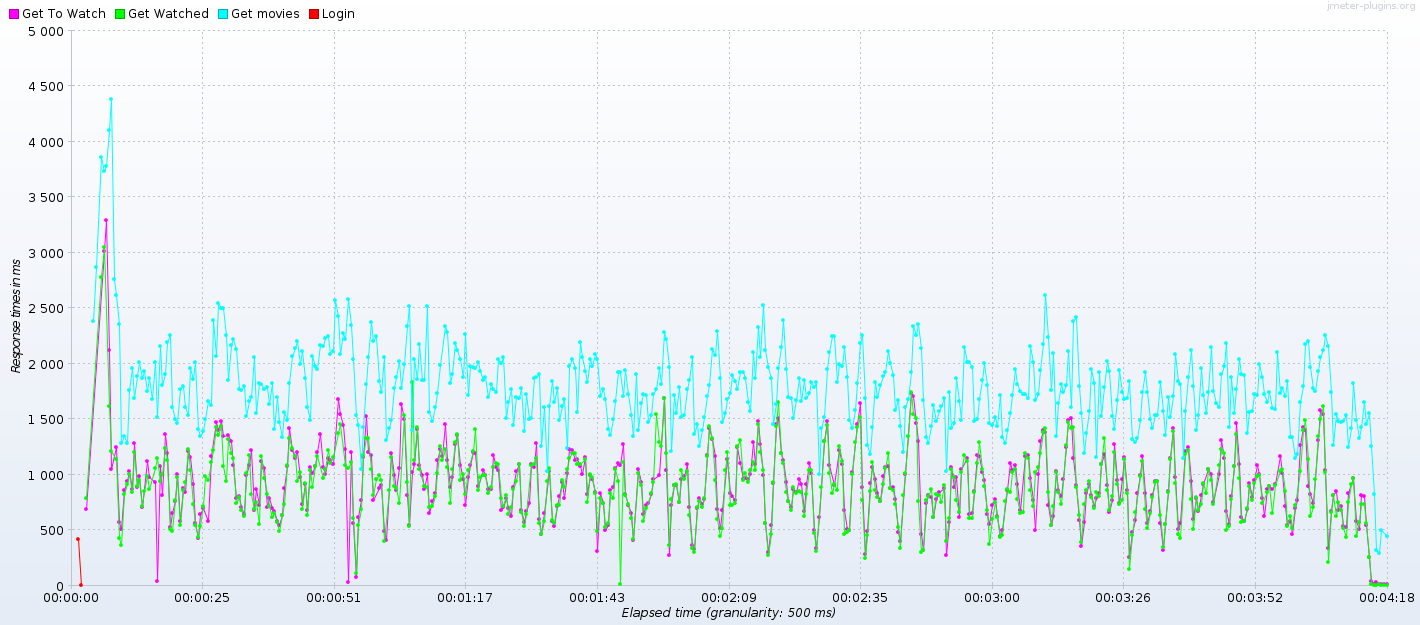 jmeter-plugins.org
Get To Watch Get Watched Get movies Login
5 000
4 500
4 000
3 500
3 000
2 500
2 000
1 500
1 000
500
0
Response times in ms
00:00:00 00:00:25 00:00:51 00:01:17 00:01:43 00:02:09 00:02:35 00:03:00 00:03:26 00:03:52 00:04:18
Elapsed time (granularity: 500 ms)